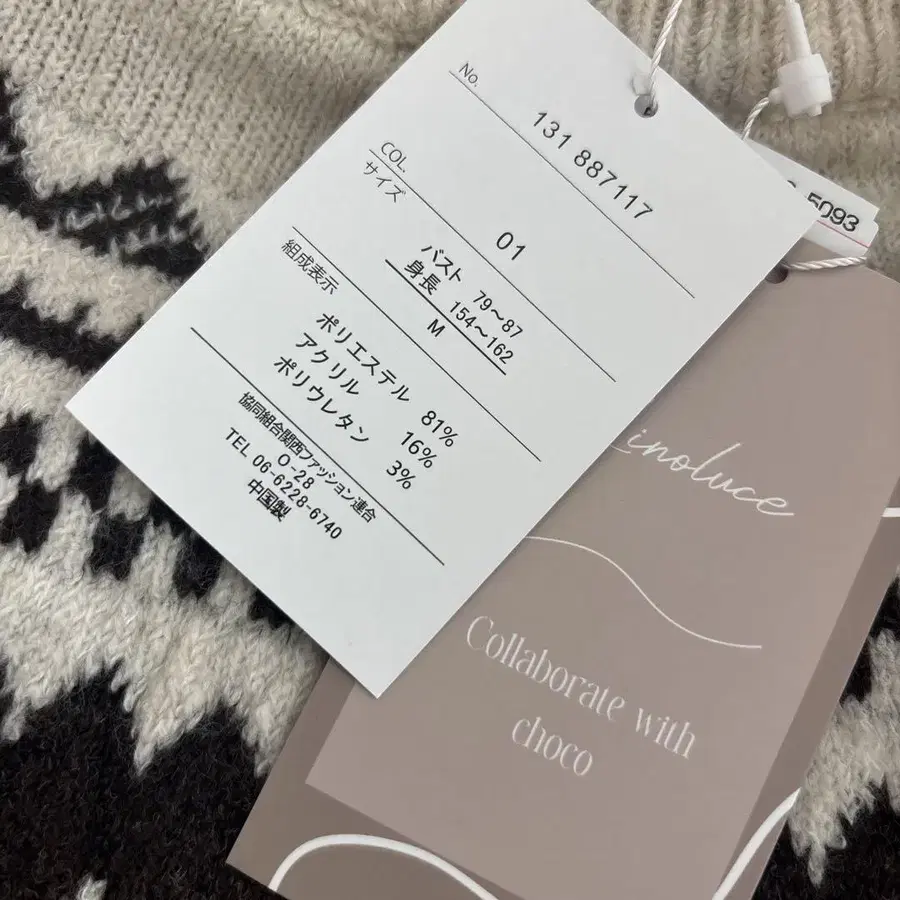 No.
131 887117
COL.
01
サイズ
バスト 79～87
身長 154～162
M
組成表示
ポリエステル 81%
アクリル 16%
ポリウレタン 3%
協同組合関西ファッション連合
O-28
TEL 06-6228-6740
中国製
5093
inoluce
Collaborate with
choco